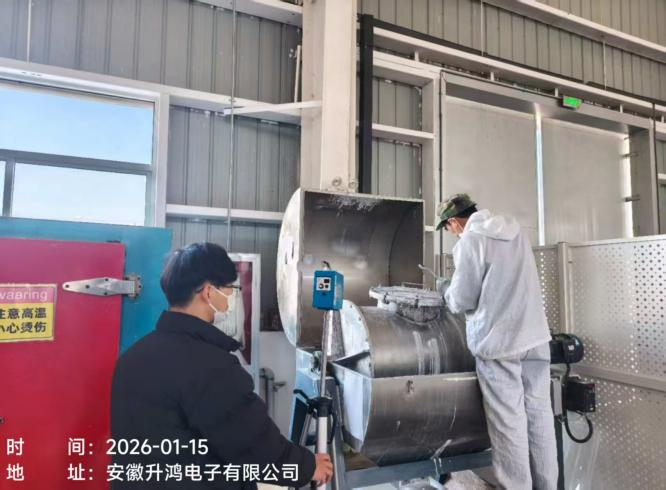 waaring
注意高温
小心烫伤
时 间：2026-01-15
地 址：安徽升鸿电子有限公司